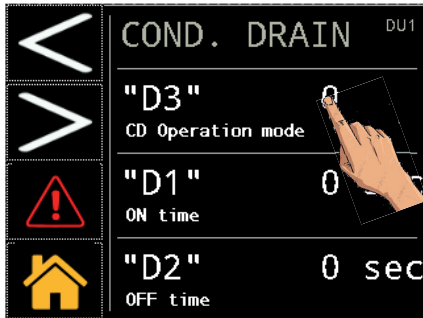 COND. DRAIN DU1
"D3" 0
CD Operation mode
"D1" 0
ON time
"D2" 0 sec
OFF time